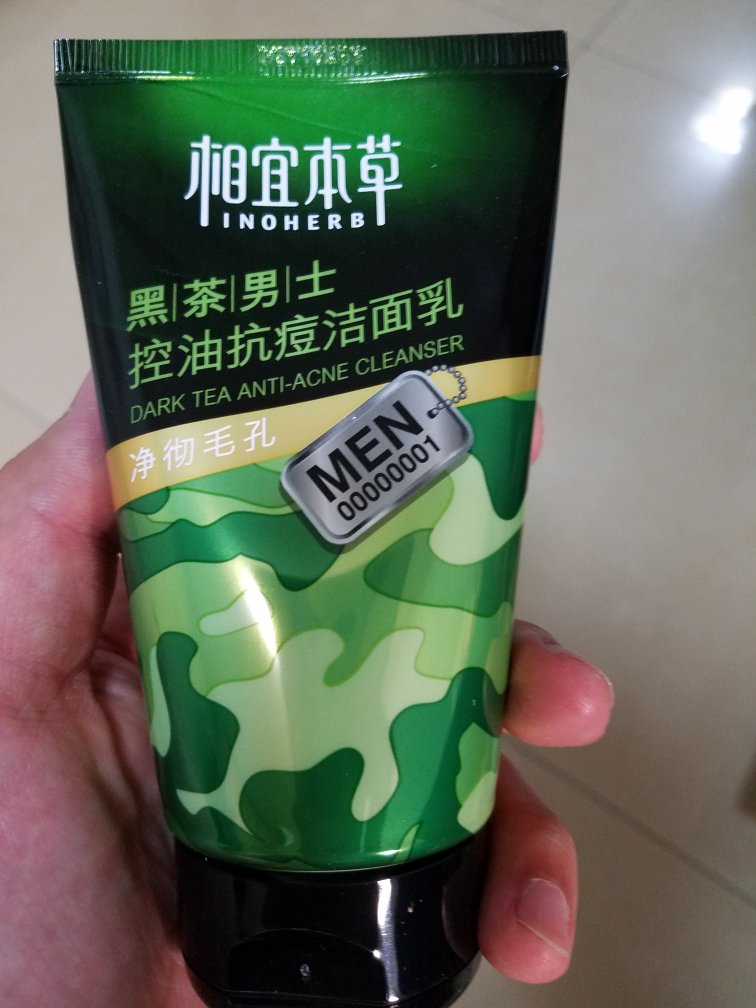 相宜本草
INOHERB
黑|茶|男|士
控油抗痘洁面乳
DARK TEA ANTI-ACNE CLEANSER
净彻毛孔
MEN
00000001